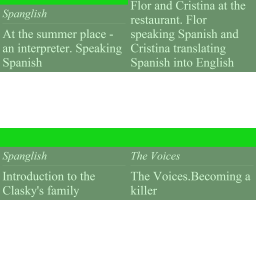 Spanglish
At the summer place -
an interpreter. Speaking
Spanish
Flor and Cristina at the
restaurant. Flor
speaking Spanish and
Cristina translating
Spanish into English
Spanglish
Introduction to the
Clasky's family
The Voices
The Voices.Becoming a
killer